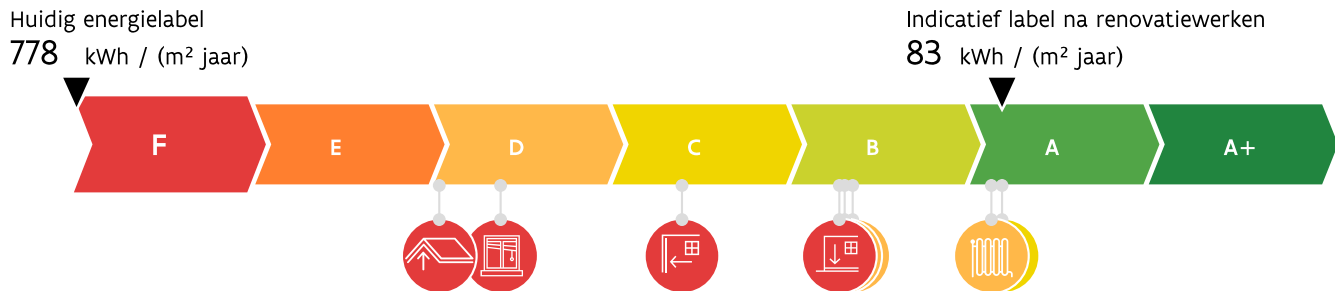 Huidig energielabel
778 kWh / (m² jaar)
Indicatief label na renovatiewerken
83 kWh / (m² jaar)
F E D C B A A+